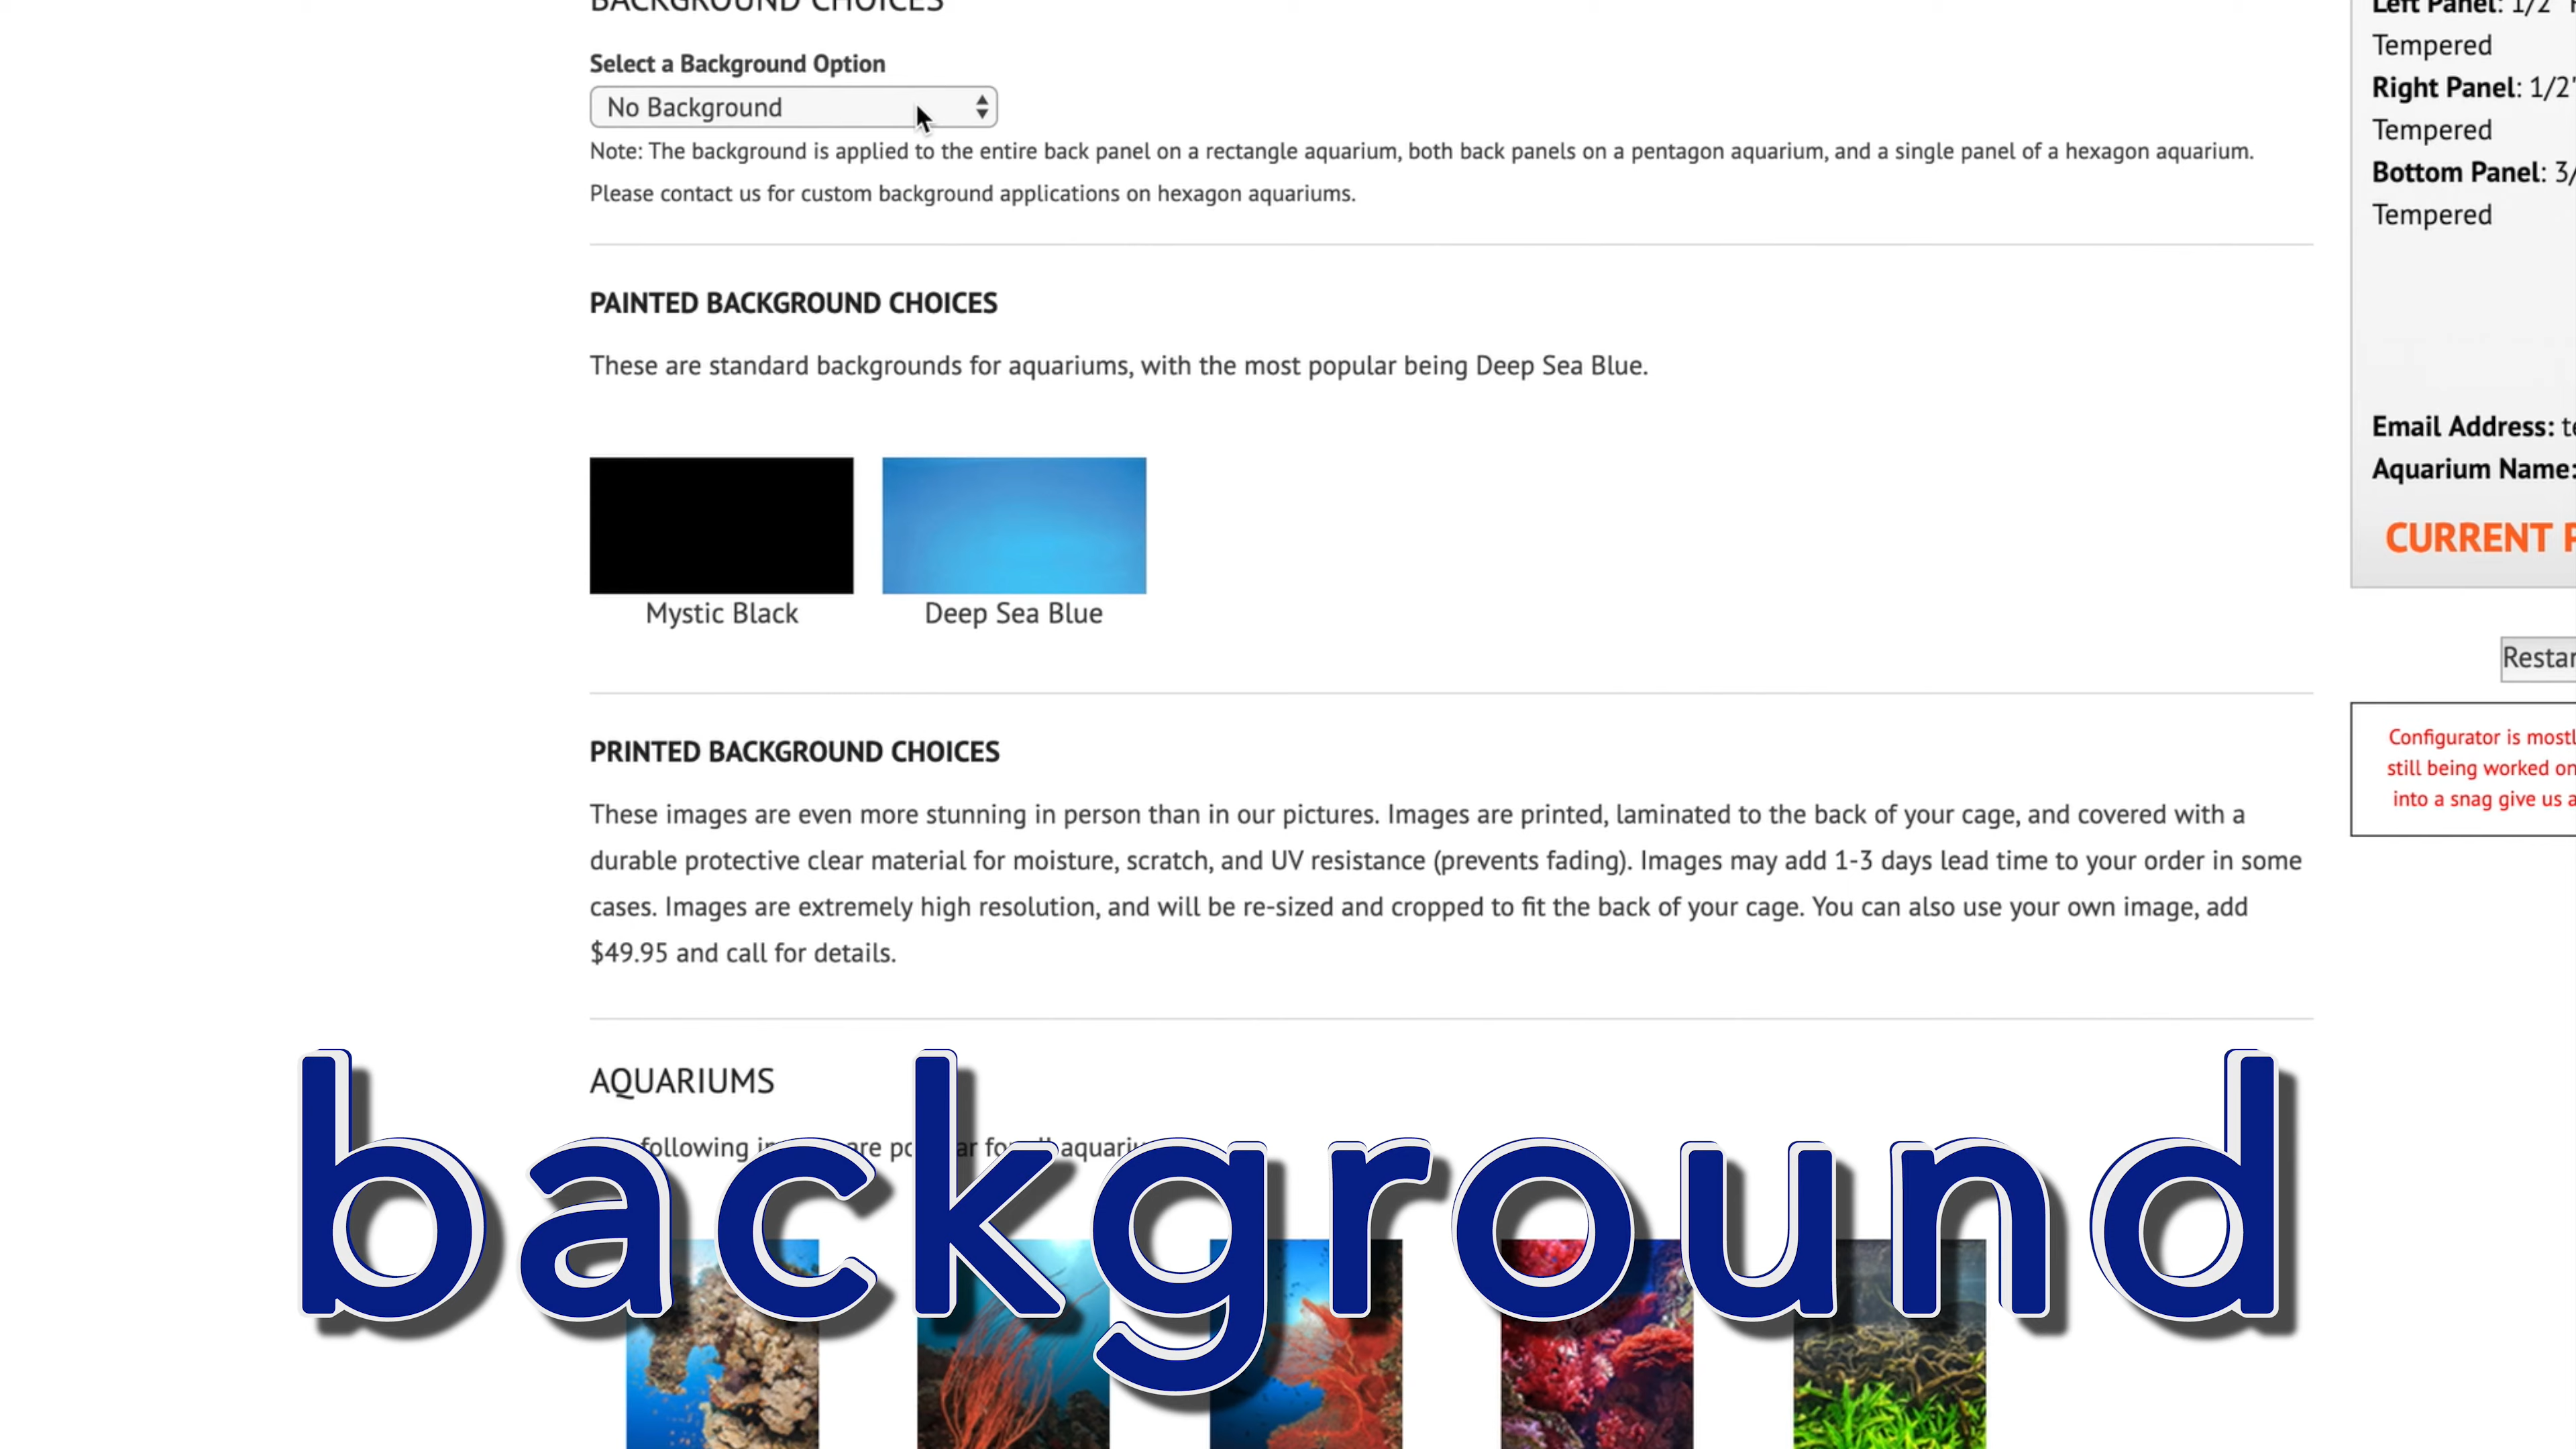 BACKGROUND CHOICES
Select a Background Option
No Background
Note: The background is applied to the entire back panel on a rectangle aquarium, both back panels on a pentagon aquarium, and a single panel of a hexagon aquarium.
Please contact us for custom background applications on hexagon aquariums.
PAINTED BACKGROUND CHOICES
These are standard backgrounds for aquariums, with the most popular being Deep Sea Blue.
Mystic Black
Deep Sea Blue
PRINTED BACKGROUND CHOICES
These images are even more stunning in person than in our pictures. Images are printed, laminated to the back of your cage, and covered with a
durable protective clear material for moisture, scratch, and UV resistance (prevents fading). Images may add 1-3 days lead time to your order in some
cases. Images are extremely high resolution, and will be re-sized and cropped to fit the back of your cage. You can also use your own image, add
$49.95 and call for details.
AQUARIUMS
following are for
background
Left Panel: 1/2"
Tempered
Right Panel: 1/2"
Tempered
Bottom Panel: 3/
Tempered
Email Address:
Aquarium Name:
CURRENT
Configurator is
still being worked on
into a snag give us a